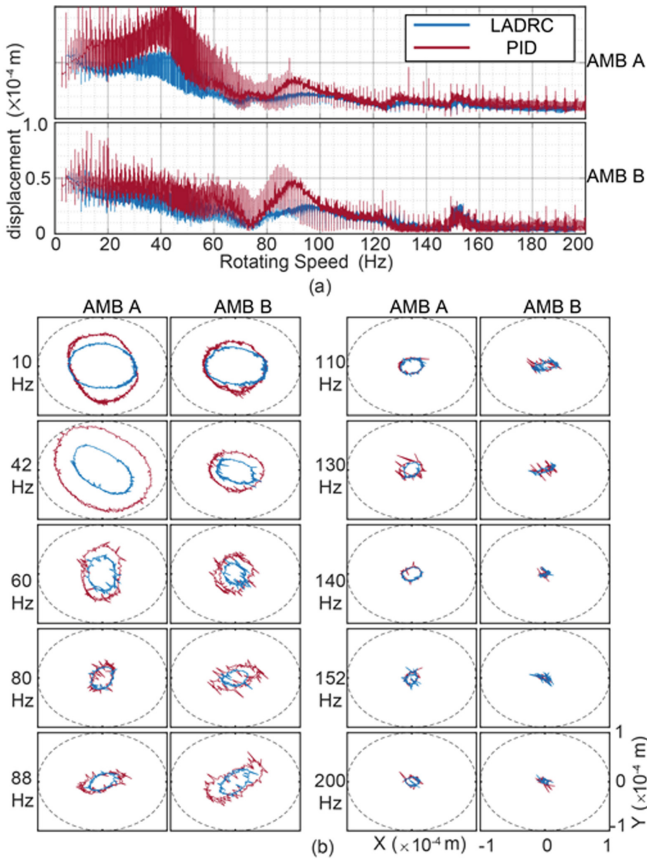 LADRC
PID
AMB A
displacement (×10⁻⁴ m)
1.0
0.5
0
AMB B
0 20 40 60 80 100 120 140 160 180 200
Rotating Speed (Hz)
(a)
AMB A AMB B AMB A AMB B
10 Hz
110 Hz
42 Hz
130 Hz
60 Hz
140 Hz
80 Hz
152 Hz
88 Hz
200 Hz
1
0
-1
Y (×10⁻⁴ m)
X (×10⁻⁴ m)
-1 0 1
(b)